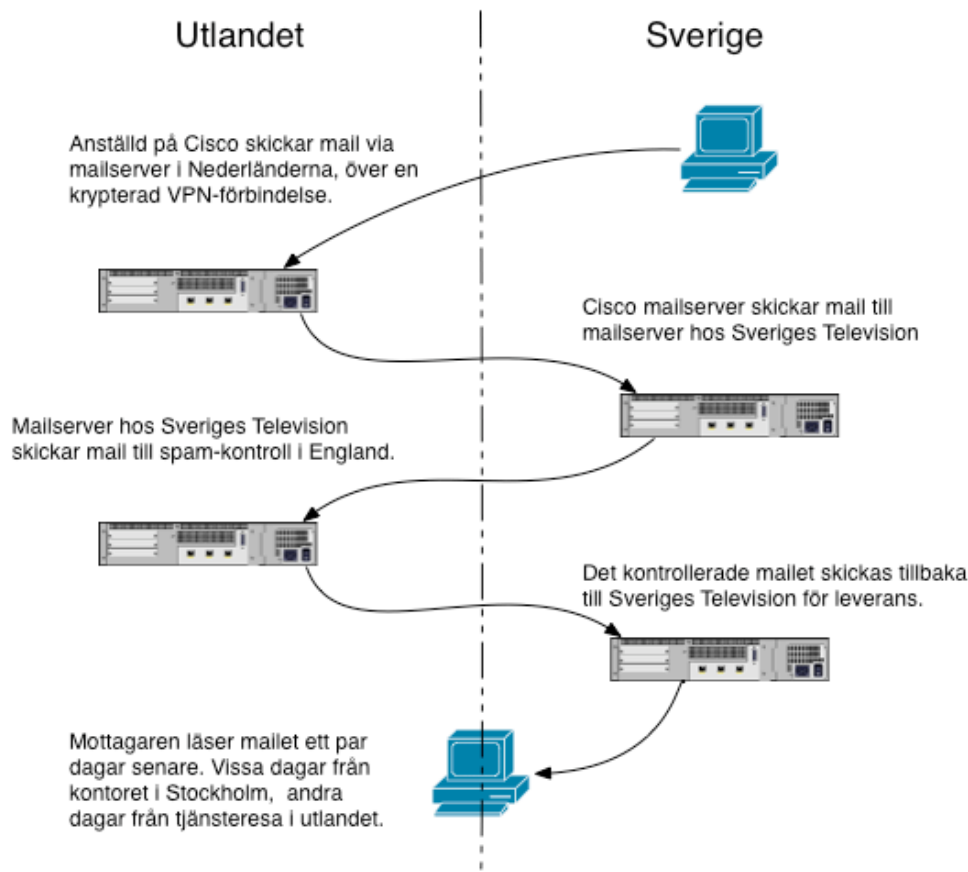 Utlandet
Sverige
Anställd på Cisco skickar mail via
mailserver i Nederländerna, över en
krypterad VPN-förbindelse.
Cisco mailserver skickar mail till
mailserver hos Sveriges Television
Mailserver hos Sveriges Television
skickar mail till spam-kontroll i England.
Det kontrollerade mailet skickas tillbaka
till Sveriges Television för leverans.
Mottagaren läser mailet ett par
dagar senare. Vissa dagar från
kontoret i Stockholm, andra
dagar från tjänsteresa i utlandet.